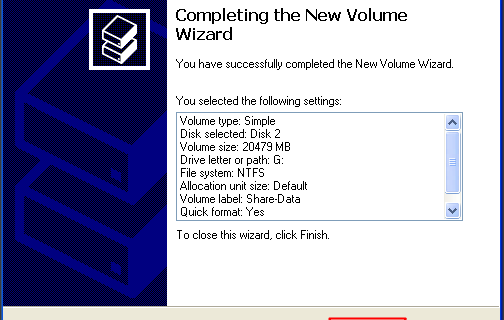 Completing the New Volume
Wizard
You have successfully completed the New Volume Wizard.
You selected the following settings:
Volume type: Simple
Disk selected: Disk 2
Volume size: 20479 MB
Drive letter or path: G:
File system: NTFS
Allocation unit size: Default
Volume label: Share-Data
Quick format: Yes
To close this wizard, click Finish.